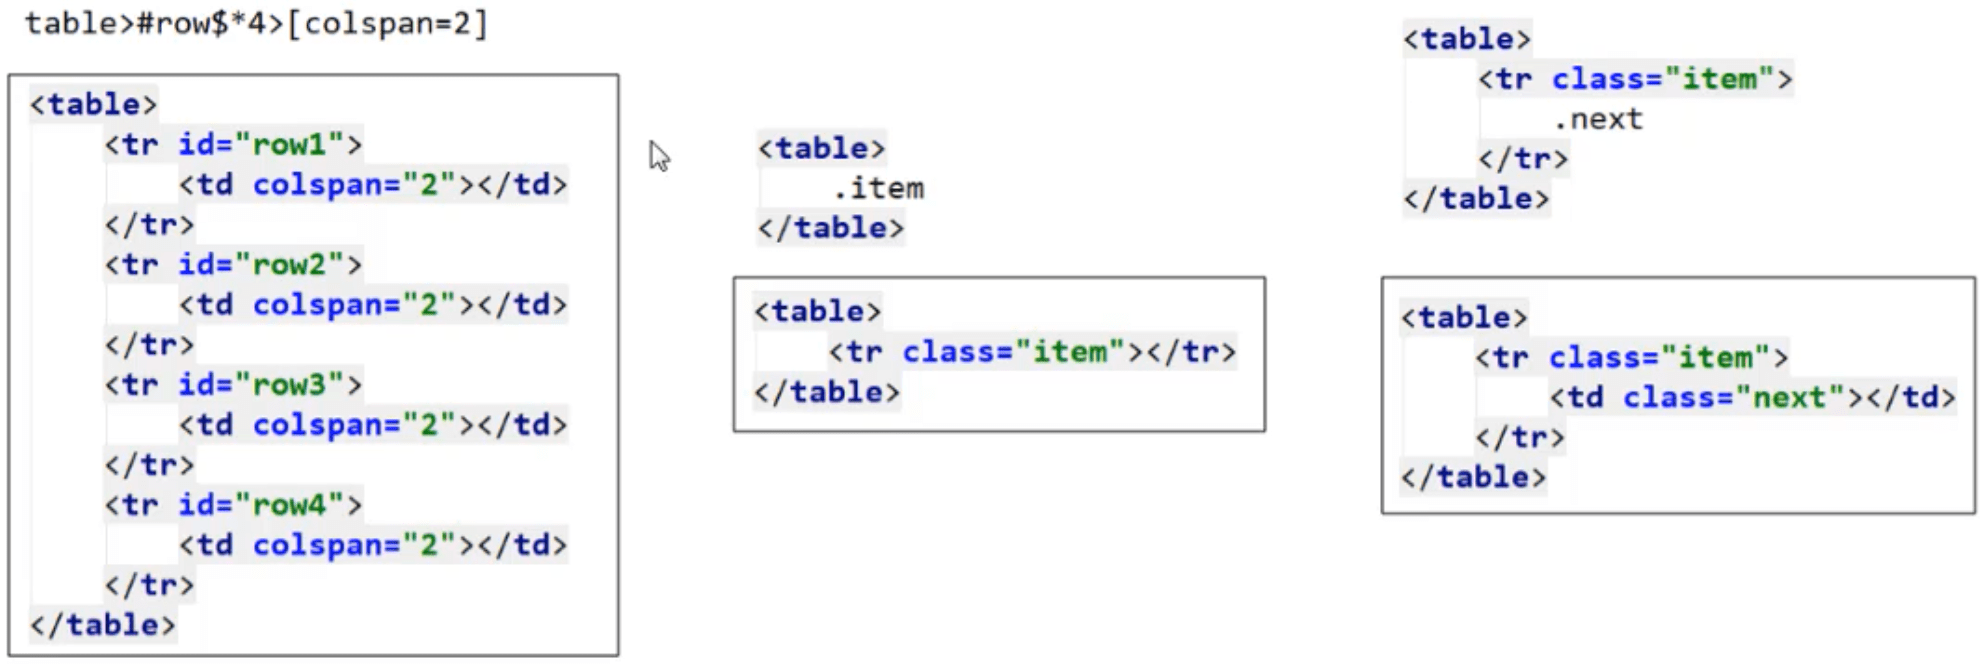 table>#row$*4>[colspan=2]
<table>
<tr id="row1">
<td colspan="2"></td>
</tr>
<tr id="row2">
<td colspan="2"></td>
</tr>
<tr id="row3">
<td colspan="2"></td>
</tr>
<tr id="row4">
<td colspan="2"></td>
</tr>
</table>
<table>
.item
</table>
<table>
<tr class="item"></tr>
</table>
<table>
<tr class="item">
.next
</tr>
</table>
<table>
<tr class="item">
<td class="next"></td>
</tr>
</table>